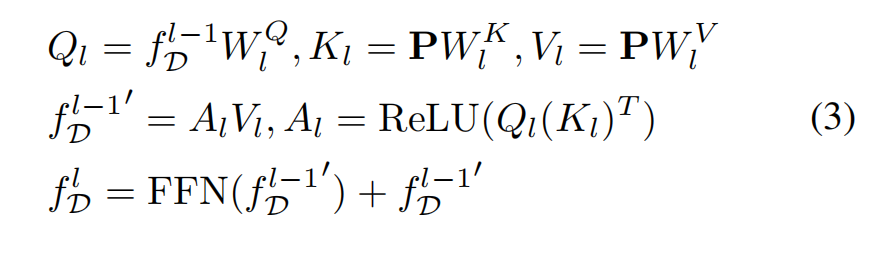 $Q_l = f_{\mathcal{D}}^{l-1} W_l^Q, K_l = \mathbf{P} W_l^K, V_l = \mathbf{P} W_l^V$
$f_{\mathcal{D}}^{l-1'} = A_l V_l, A_l = \mathrm{ReLU}(Q_l (K_l)^T)$ (3)
$f_{\mathcal{D}}^{l} = \mathrm{FFN}(f_{\mathcal{D}}^{l-1'}) + f_{\mathcal{D}}^{l-1'}$